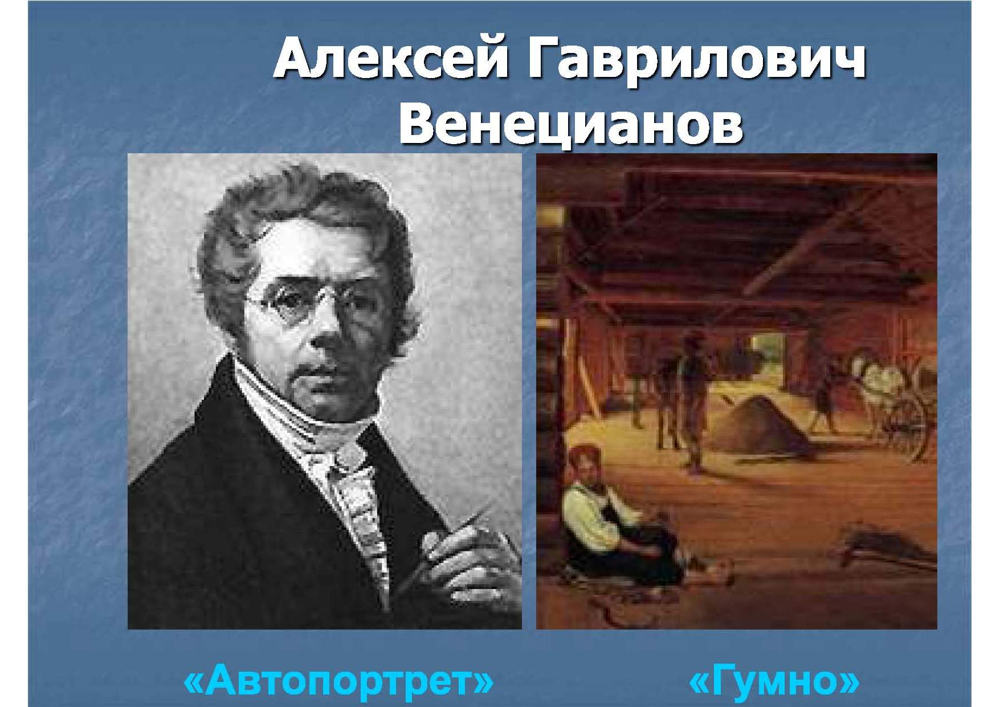 Алексей Гаврилович
Венецианов
«Автопортрет»
«Гумно»